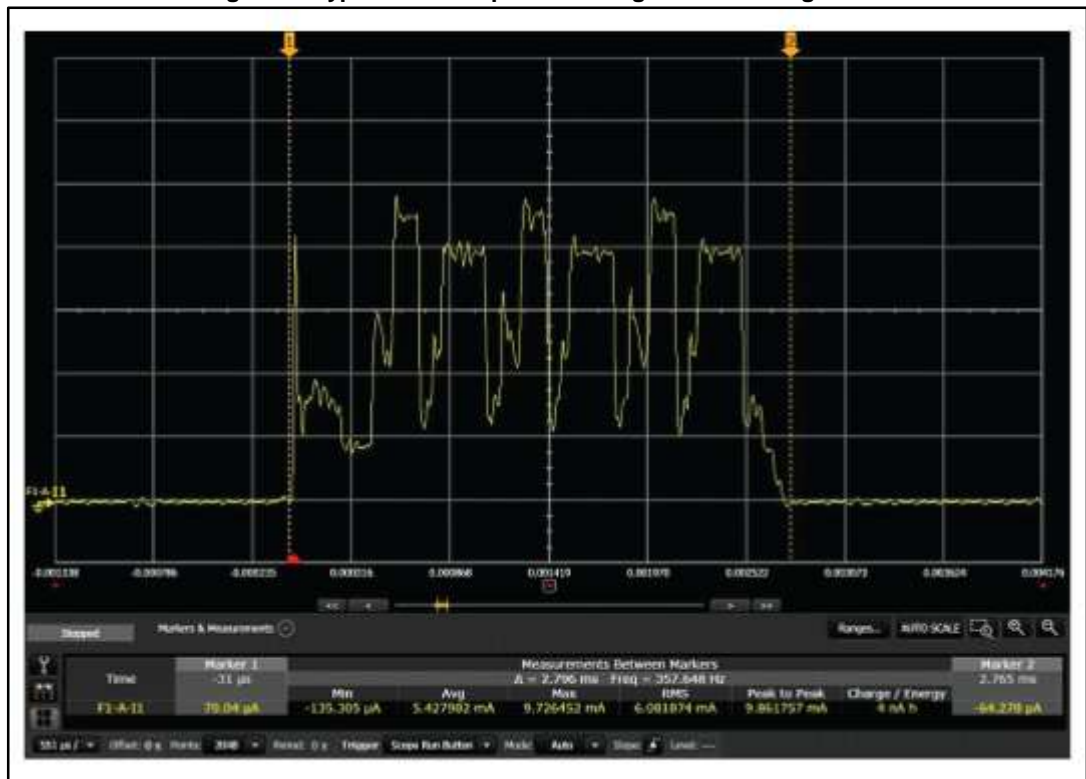 F1-A-I1
-0.001338 -0.000786 -0.000235 0.000316 0.000868 0.001419 0.001970 0.002522 0.003073 0.003624 0.004176
<< < > >>
Stopped Markers & Measurements Ranges... AUTO SCALE
Marker 1 Measurements Between Markers Marker 2
Time -31 µs Δ = 2.796 ms Freq = 357.648 Hz 2.765 ms
Min Avg Max RMS Peak to Peak Charge / Energy
F1-A-I1 70.04 µA -135.305 µA 5.427982 mA 9.726452 mA 6.081874 mA 9.861757 mA 4 nA h -64.270 µA
551 µs / Offset: 0 s Points: 2048 Period: 0 s Trigger Scope Run Button Mode: Auto Slope: Level: ---